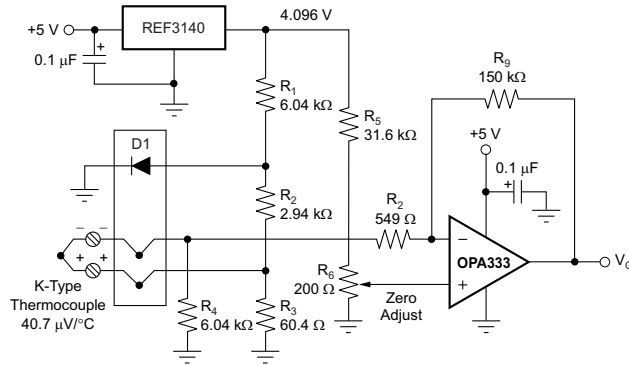 +5 V
REF3140
4.096 V
+
0.1 µF
R1
6.04 kΩ
R5
31.6 kΩ
R9
150 kΩ
+5 V
0.1 µF
+
D1
R2
2.94 kΩ
R2
549 Ω
− −
+ +
K-Type
Thermocouple
40.7 µV/°C
R4
6.04 kΩ
R3
60.4 Ω
R6
200 Ω
Zero
Adjust
−
OPA333
+
VO